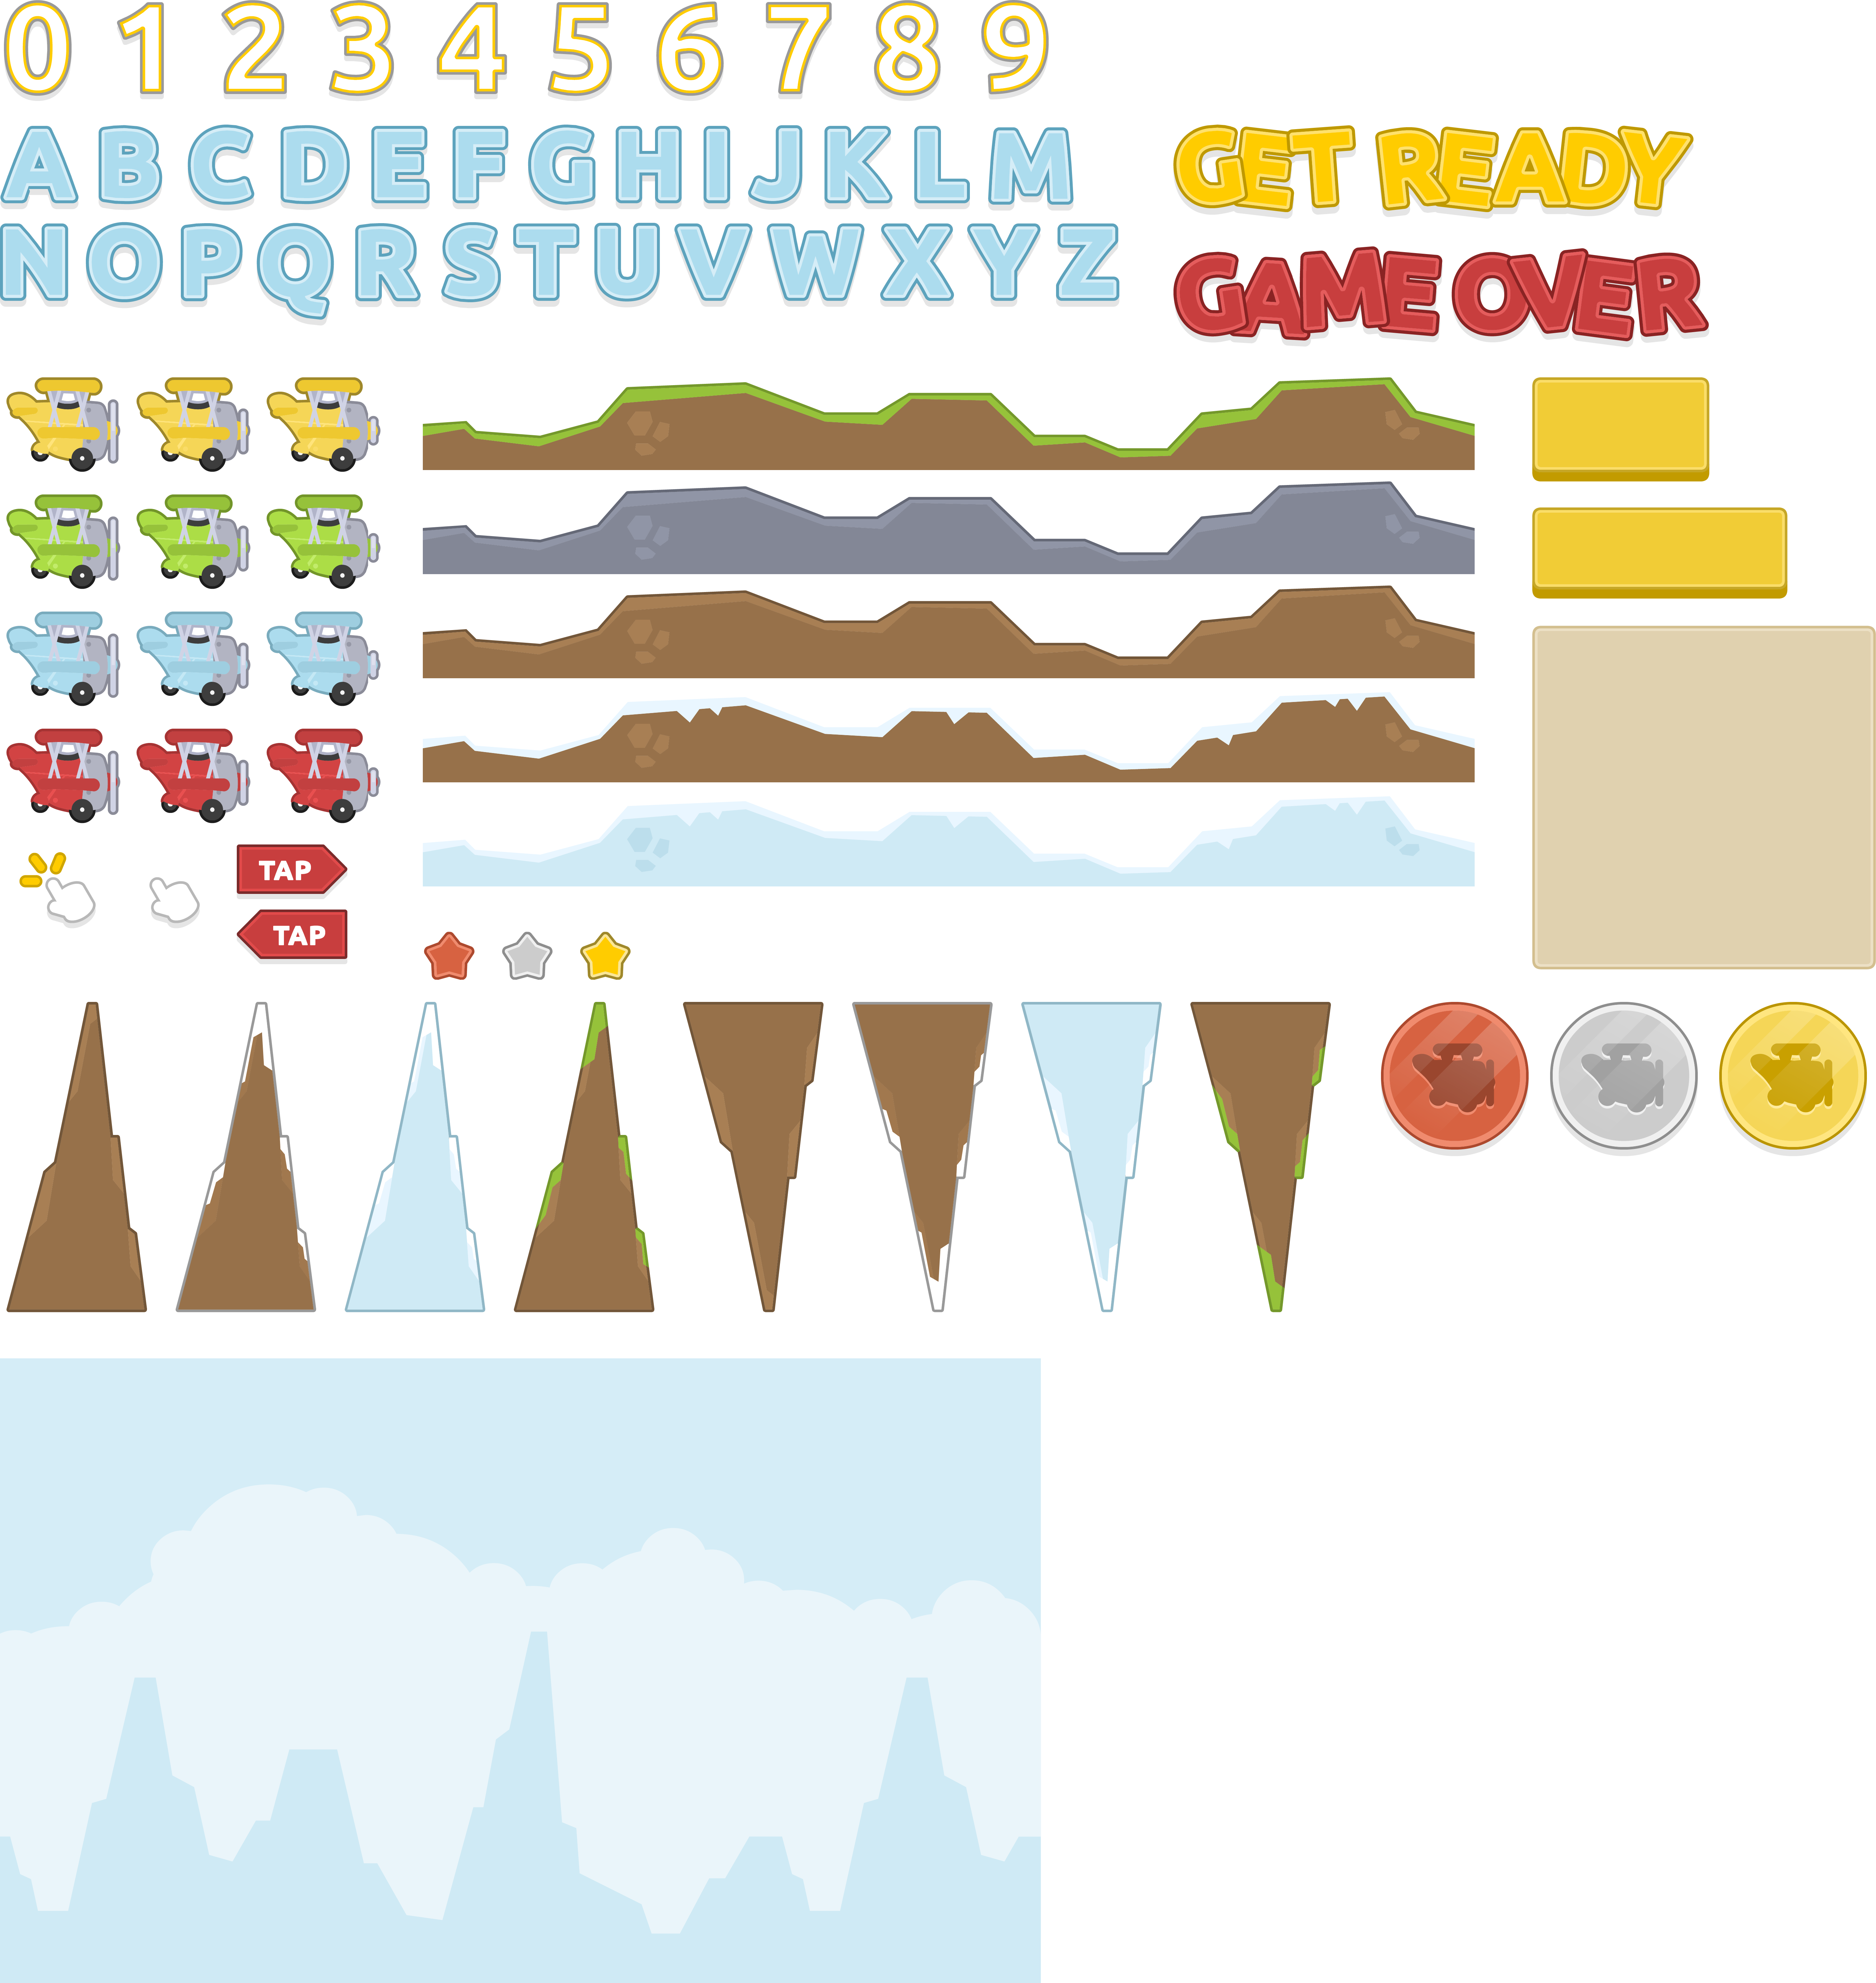 0 1 2 3 4 5 6 7 8 9
A B C D E F G H I J K L M
GET READY
N O P Q R S T U V W X Y Z
GAME OVER
TAP
TAP